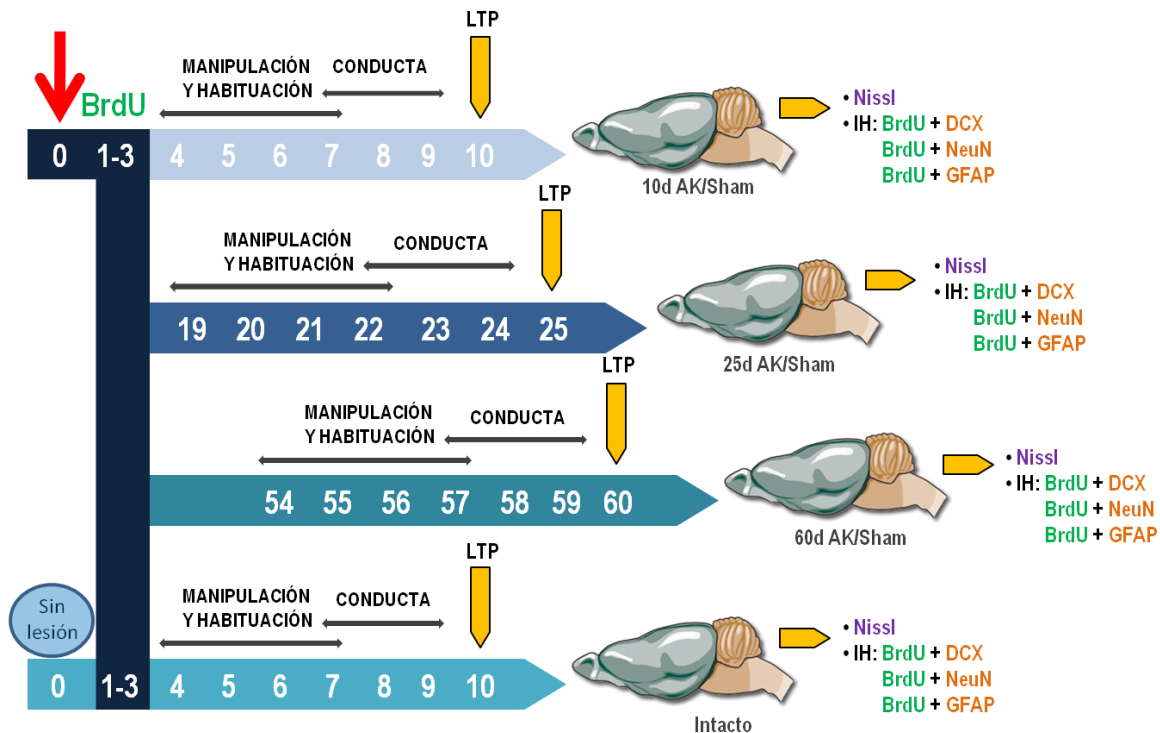 LTP
MANIPULACIÓN CONDUCTA
Y HABITUACIÓN
BrdU
0 1-3 4 5 6 7 8 9 10
10d AK/Sham
• Nissl
• IH: BrdU + DCX
BrdU + NeuN
BrdU + GFAP
LTP
MANIPULACIÓN CONDUCTA
Y HABITUACIÓN
19 20 21 22 23 24 25
25d AK/Sham
• Nissl
• IH: BrdU + DCX
BrdU + NeuN
BrdU + GFAP
LTP
MANIPULACIÓN CONDUCTA
Y HABITUACIÓN
54 55 56 57 58 59 60
60d AK/Sham
• Nissl
• IH: BrdU + DCX
BrdU + NeuN
BrdU + GFAP
LTP
Sin
lesión
MANIPULACIÓN CONDUCTA
Y HABITUACIÓN
0 1-3 4 5 6 7 8 9 10
Intacto
• Nissl
• IH: BrdU + DCX
BrdU + NeuN
BrdU + GFAP